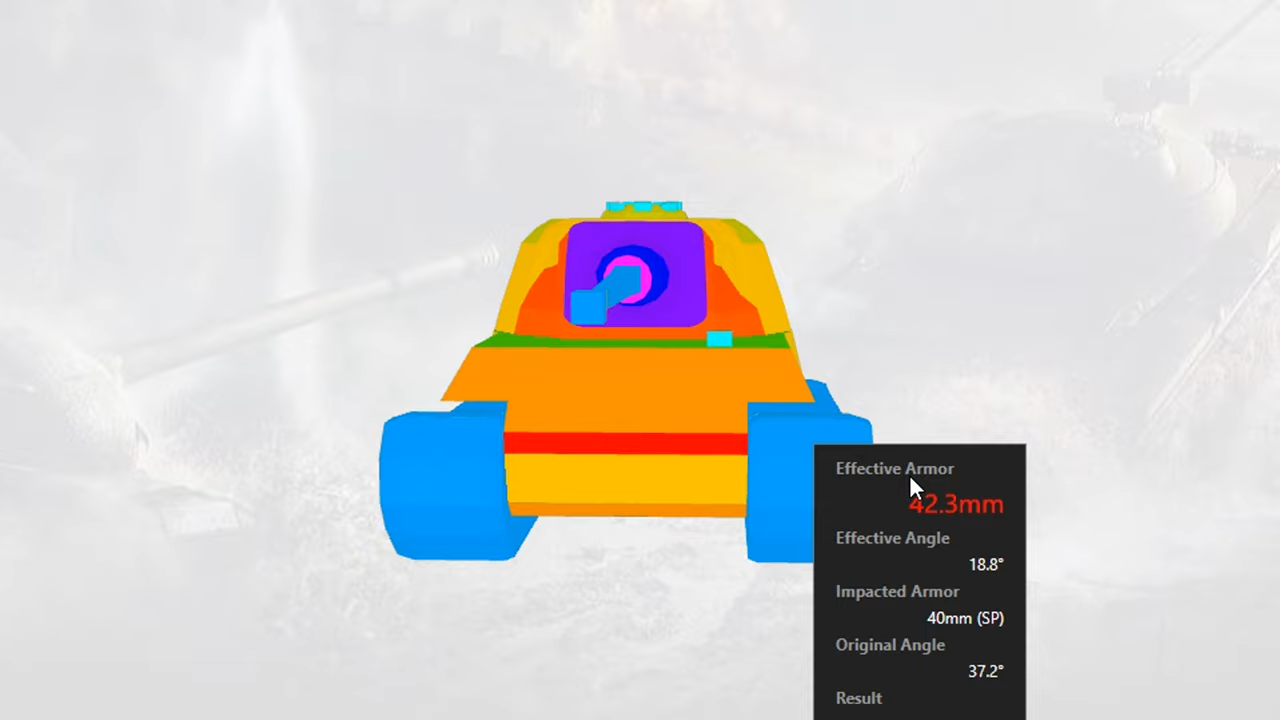 Effective Armor
42.3mm
Effective Angle
18.8°
Impacted Armor
40mm (SP)
Original Angle
37.2°
Result